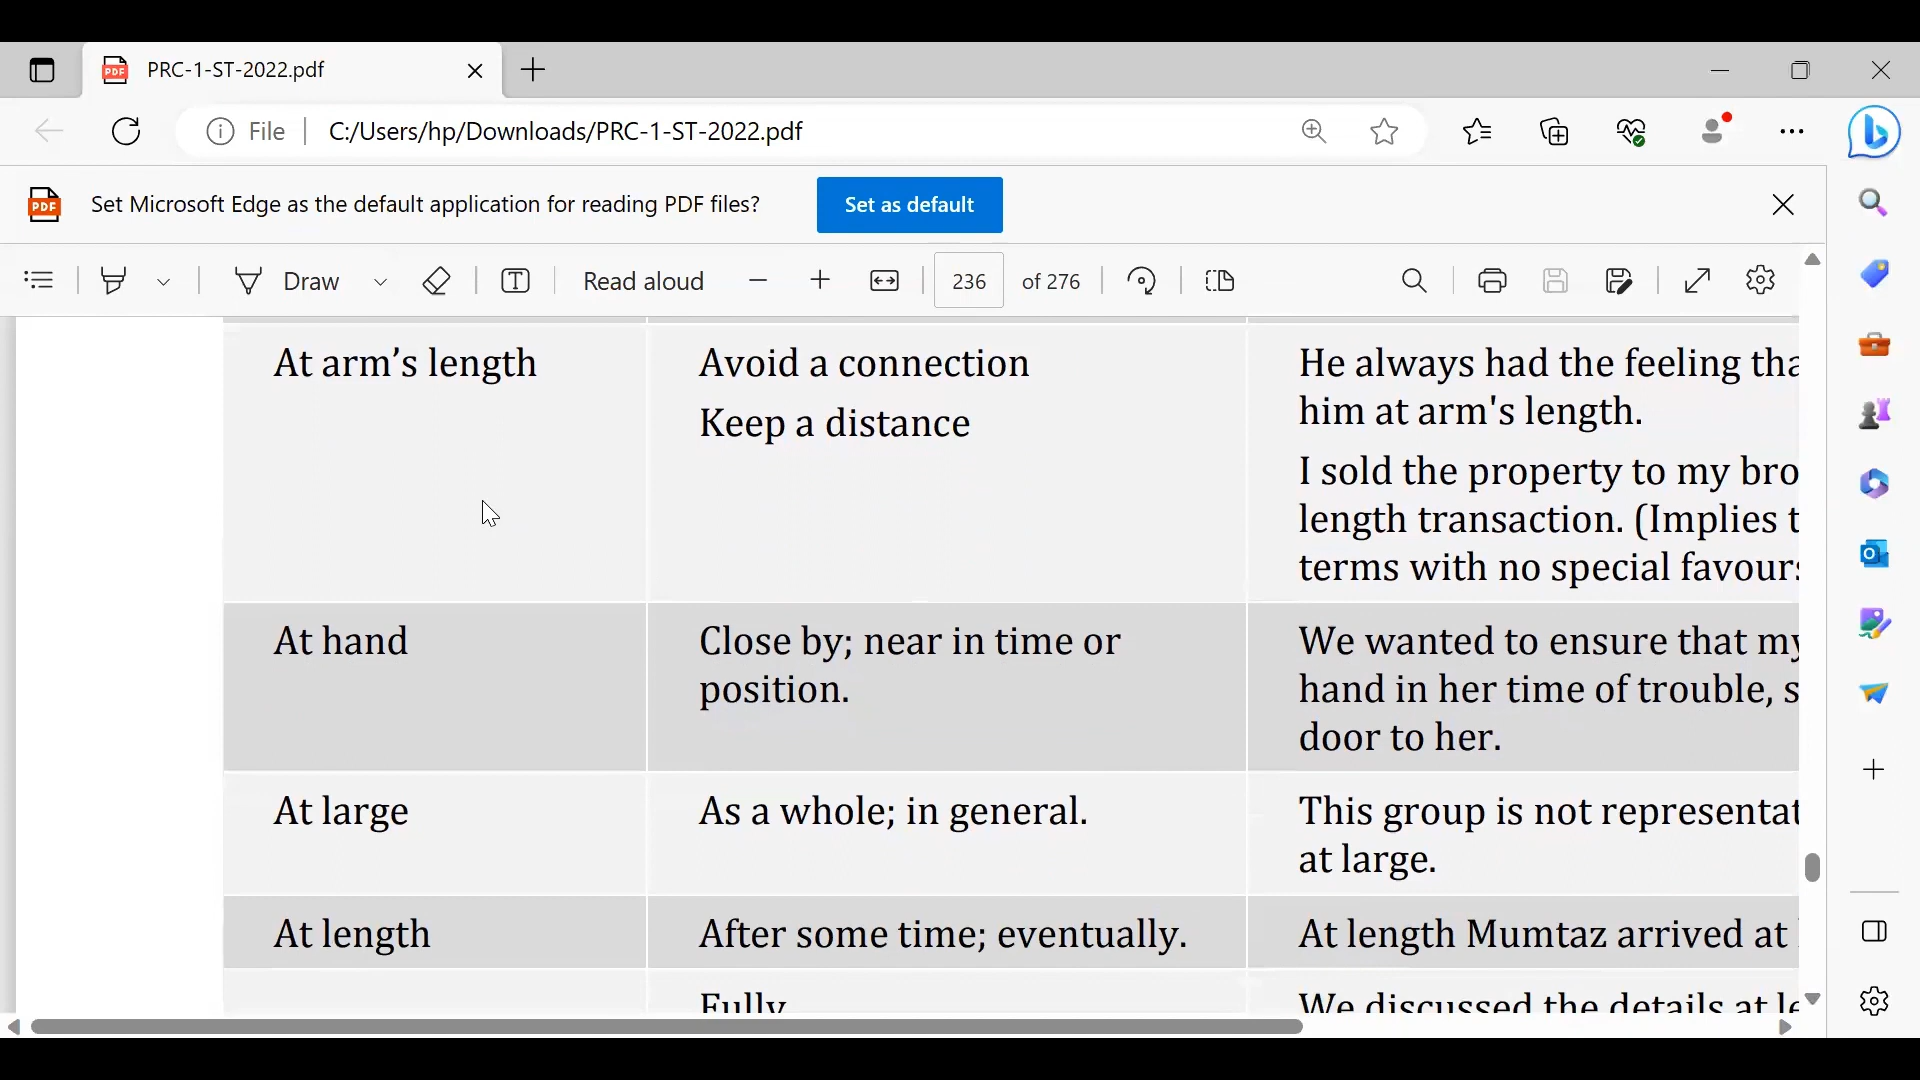 PRC-1-ST-2022.pdf
File
C:/Users/hp/Downloads/PRC-1-ST-2022.pdf
Set Microsoft Edge as the default application for reading PDF files?
Set as default
Draw
Read aloud
236 of 276
At arm’s length
Avoid a connection
Keep a distance
He always had the feeling
him at arm's length.
I sold the property to my
length transaction. (Implies
terms with no special
At hand
Close by; near in time or
position.
We wanted to ensure that
hand in her time of trouble,
door to her.
At large
As a whole; in general.
This group is not
at large.
At length
After some time; eventually.
At length Mumtaz arrived at
Fully
We discussed the details at